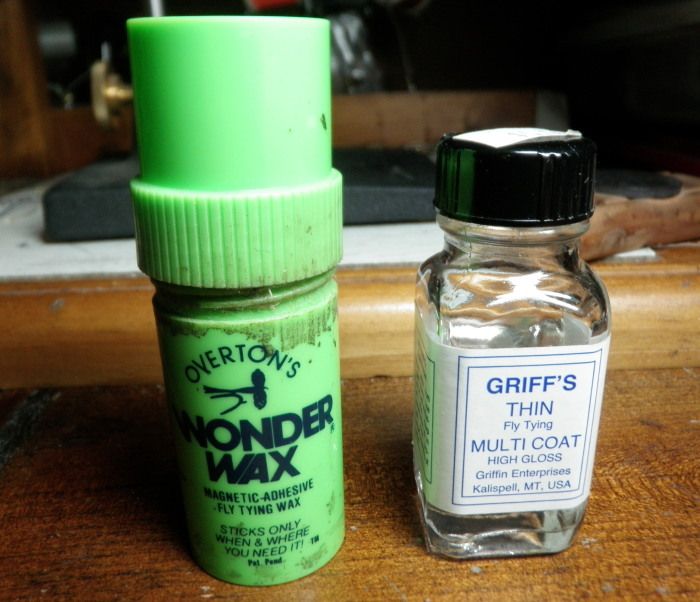 OVERTON'S
WONDER
WAX
MAGNETIC-ADHESIVE
FLY TYING WAX
STICKS ONLY
WHEN & WHERE
YOU NEED IT! ™
Pat. Pend.
GRIFF'S
THIN
Fly Tying
MULTI COAT
HIGH GLOSS
Griffin Enterprises
Kalispell, MT, USA